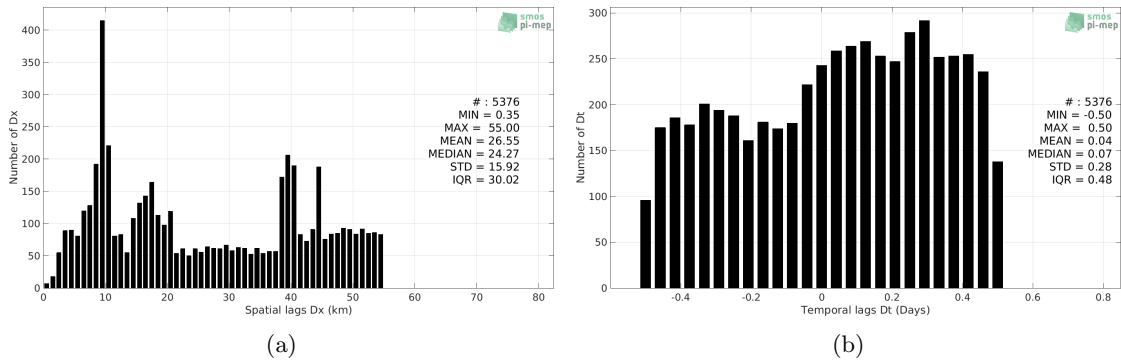 smos
pi-mep
400
350
300
250
200
150
100
50
0
Number of Dx
# : 5376
MIN = 0.35
MAX = 55.00
MEAN = 26.55
MEDIAN = 24.27
STD = 15.92
IQR = 30.02
0 10 20 30 40 50 60 70 80
Spatial lags Dx (km)
(a)
smos
pi-mep
300
250
200
150
100
50
0
Number of Dt
# : 5376
MIN = -0.50
MAX = 0.50
MEAN = 0.04
MEDIAN = 0.07
STD = 0.28
IQR = 0.48
-0.4 -0.2 0 0.2 0.4 0.6 0.8
Temporal lags Dt (Days)
(b)